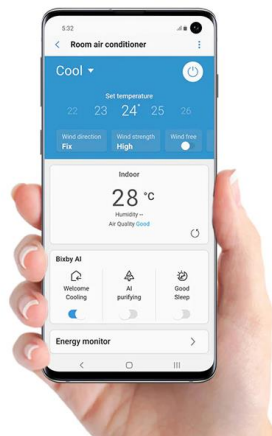 5:32
Room air conditioner
Cool
Set temperature
22 23 24° 25 26
Wind direction Wind strength Wind free
Fix High
Indoor
28 °C
Humidity --
Air Quality Good
Bixby AI
Welcome Cooling
AI purifying
Good Sleep
Energy monitor